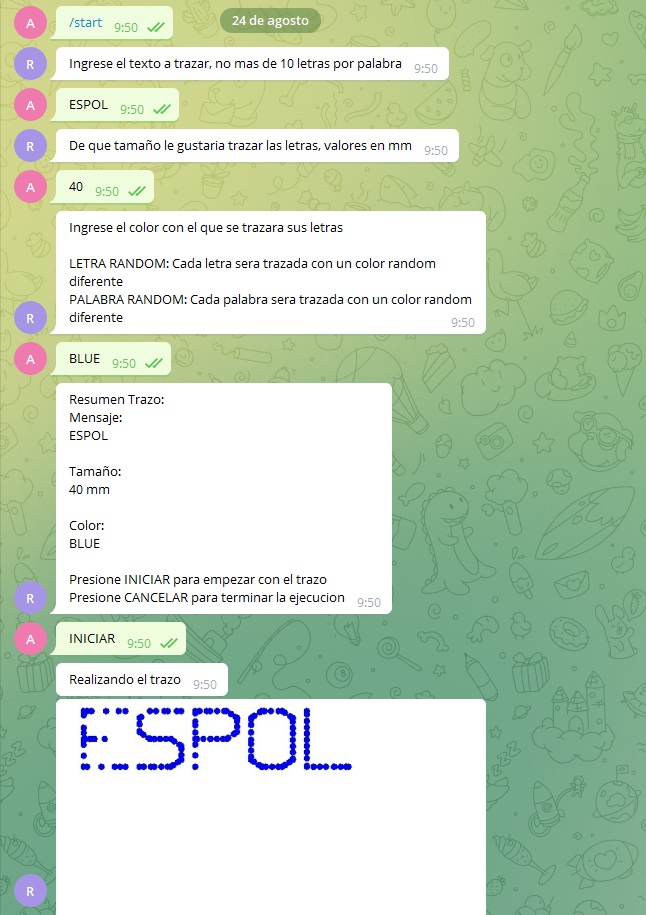 A
/start 9:50
24 de agosto
R
Ingrese el texto a trazar, no mas de 10 letras por palabra 9:50
A
ESPOL 9:50
R
De que tamaño le gustaria trazar las letras, valores en mm 9:50
A
40 9:50
Ingrese el color con el que se trazara sus letras
LETRA RANDOM: Cada letra sera trazada con un color random
diferente
PALABRA RANDOM: Cada palabra sera trazada con un color random
diferente 9:50
R
A
BLUE 9:50
Resumen Trazo:
Mensaje:
ESPOL
Tamaño:
40 mm
Color:
BLUE
Presione INICIAR para empezar con el trazo
Presione CANCELAR para terminar la ejecucion 9:50
R
A
INICIAR 9:50
Realizando el trazo 9:50
ESPOL
R